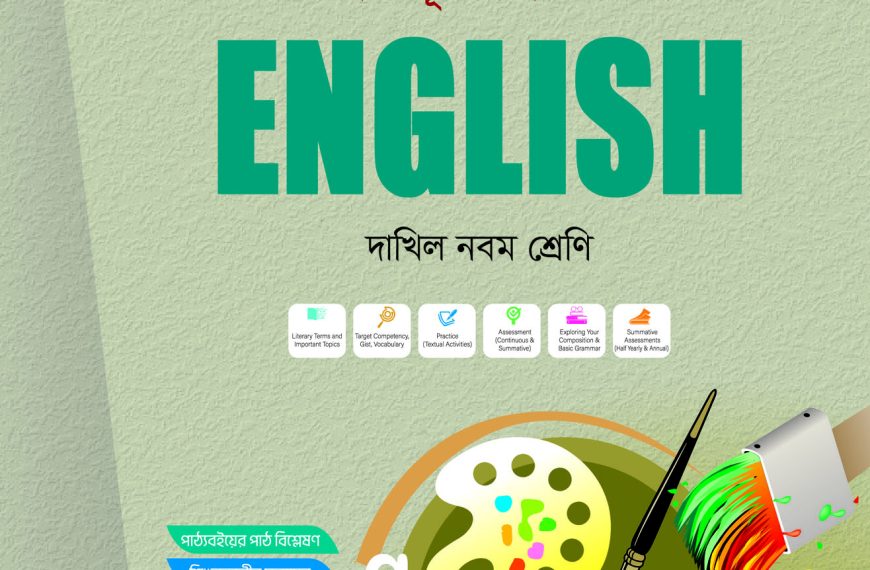 ENGLISH
দাখিল নবম শ্রেণি
Literary Terms and
Important Topics
Target Competency,
Gist, Vocabulary
Practice
(Textual Activities)
Assessment
(Continuous &
Summative)
Exploring Your
Composition &
Basic Grammar
Summative
Assessments
(Half Yearly & Annual)
পাঠ্যবইয়ের পাঠ বিশ্লেষণ